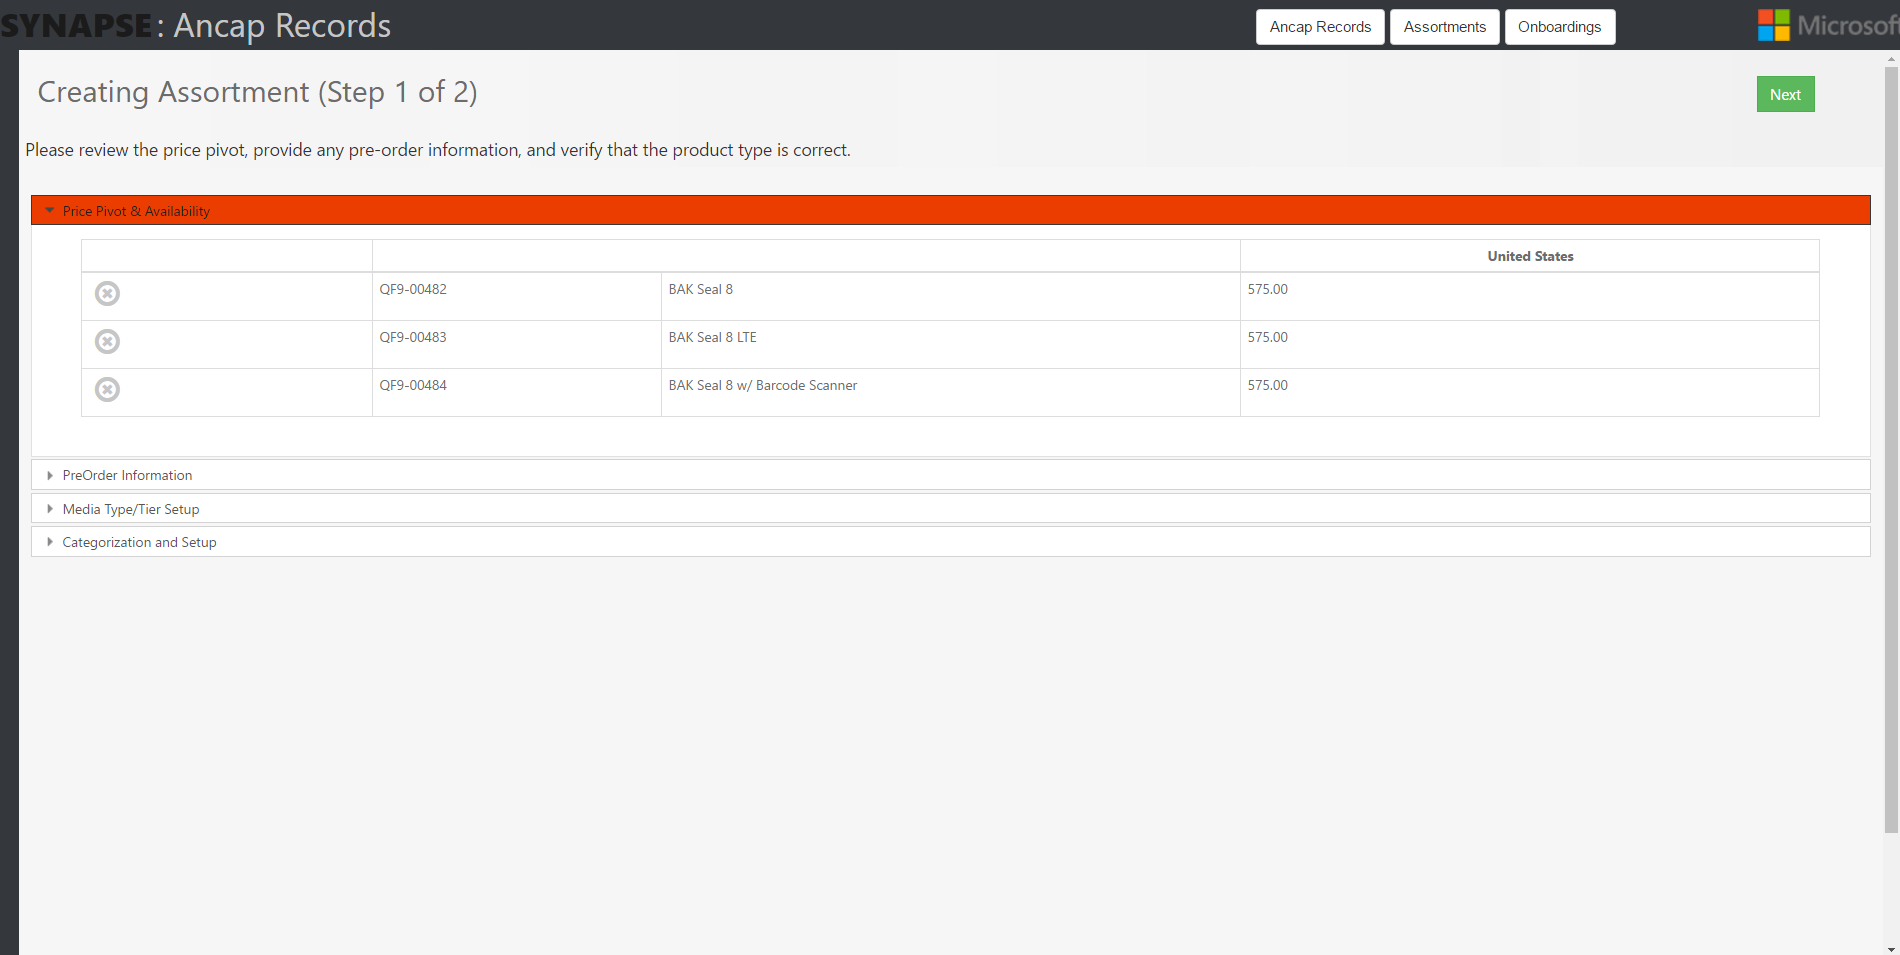 SYNAPSE: Ancap Records
Ancap Records
Assortments
Onboardings
Microsoft
Creating Assortment (Step 1 of 2)
Next
Please review the price pivot, provide any pre-order information, and verify that the product type is correct.
Price Pivot & Availability
United States
QF9-00482 BAK Seal 8 575.00
QF9-00483 BAK Seal 8 LTE 575.00
QF9-00484 BAK Seal 8 w/ Barcode Scanner 575.00
PreOrder Information
Media Type/Tier Setup
Categorization and Setup